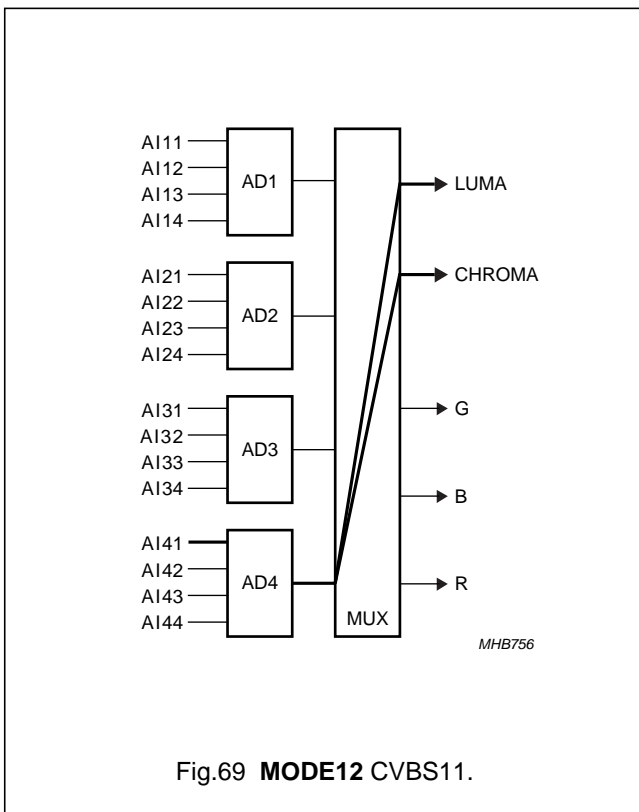 AI11
AI12
AI13
AI14
AD1
LUMA
AI21
AI22
AI23
AI24
AD2
CHROMA
AI31
AI32
AI33
AI34
AD3
G
B
AI41
AI42
AI43
AI44
AD4
R
MUX
MHB756
Fig.69 MODE12 CVBS11.